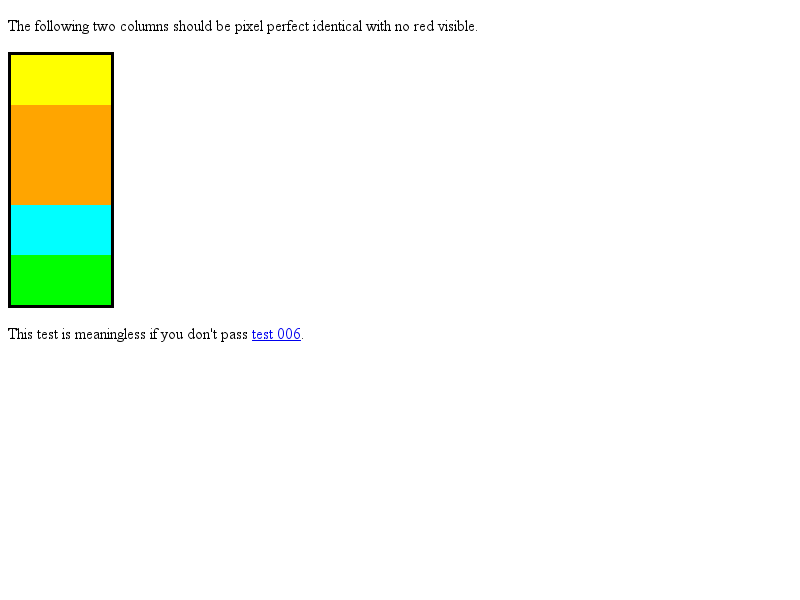 The following two columns should be pixel perfect identical with no red visible.
This test is meaningless if you don't pass test 006.